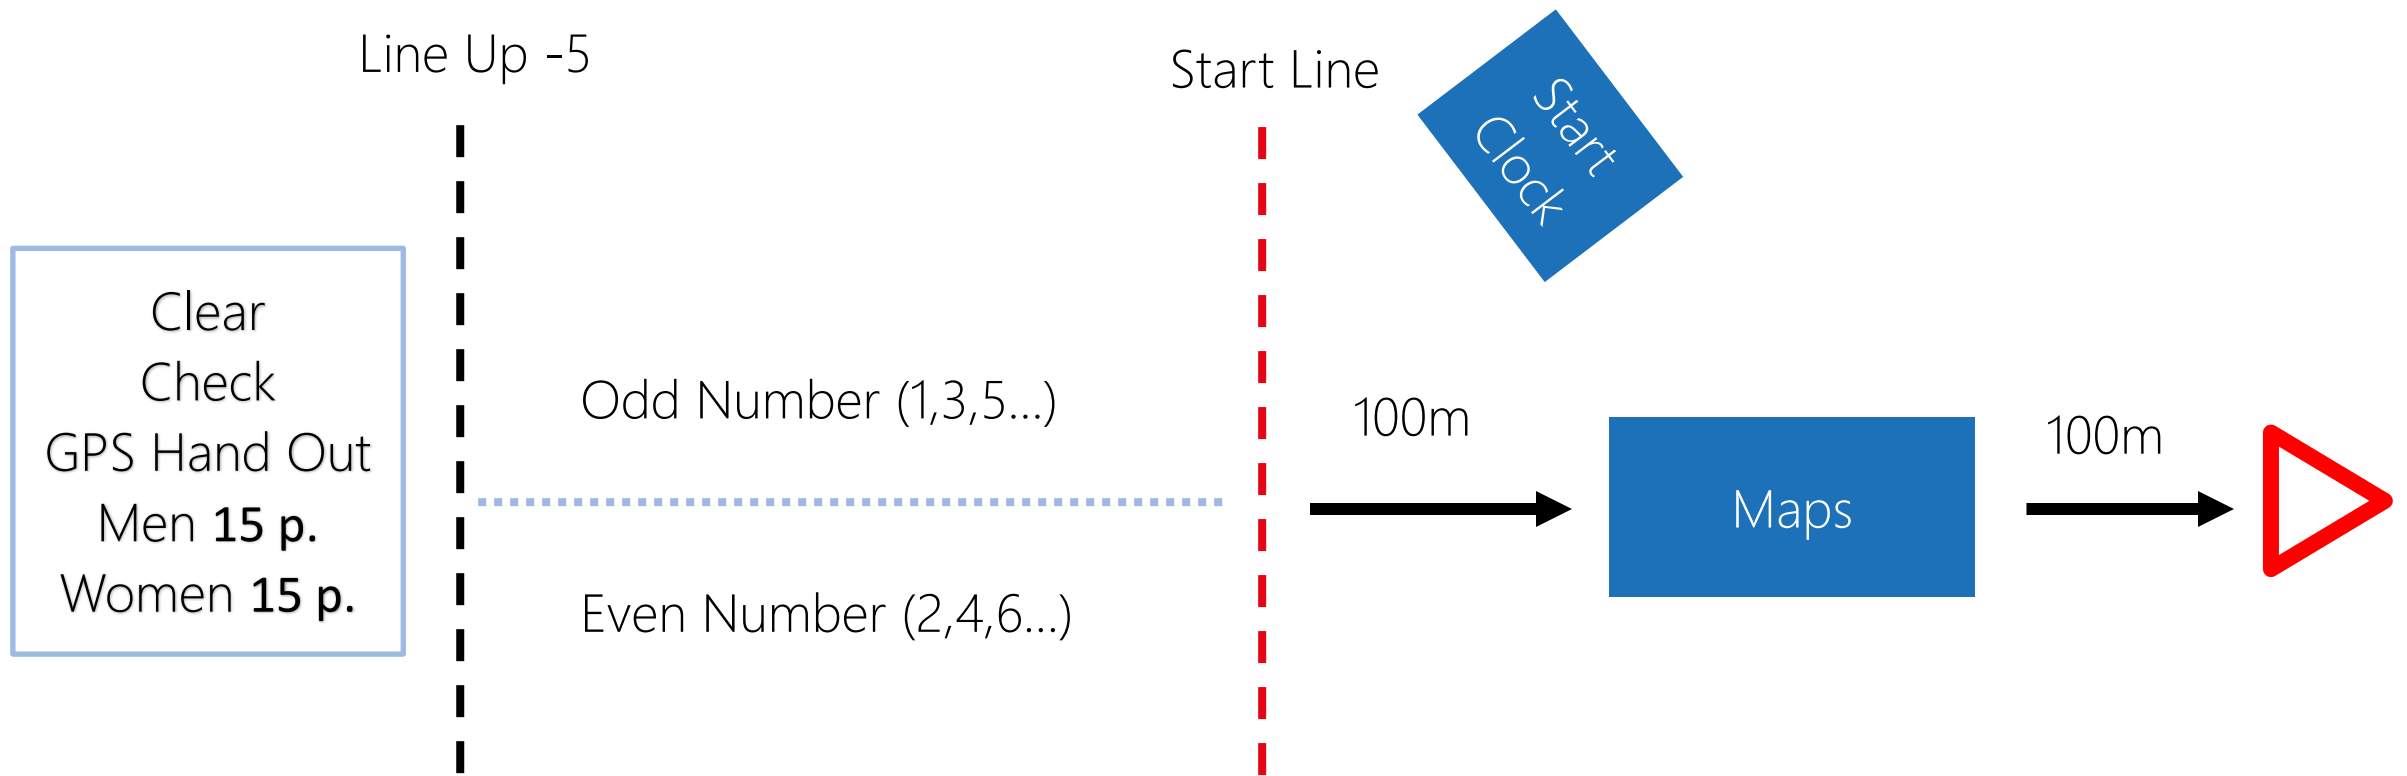 Line Up -5
Start Line
Start
Clock
Clear
Check
GPS Hand Out
Men 15 p.
Women 15 p.
Odd Number (1,3,5...)
Even Number (2,4,6...)
100m
Maps
100m